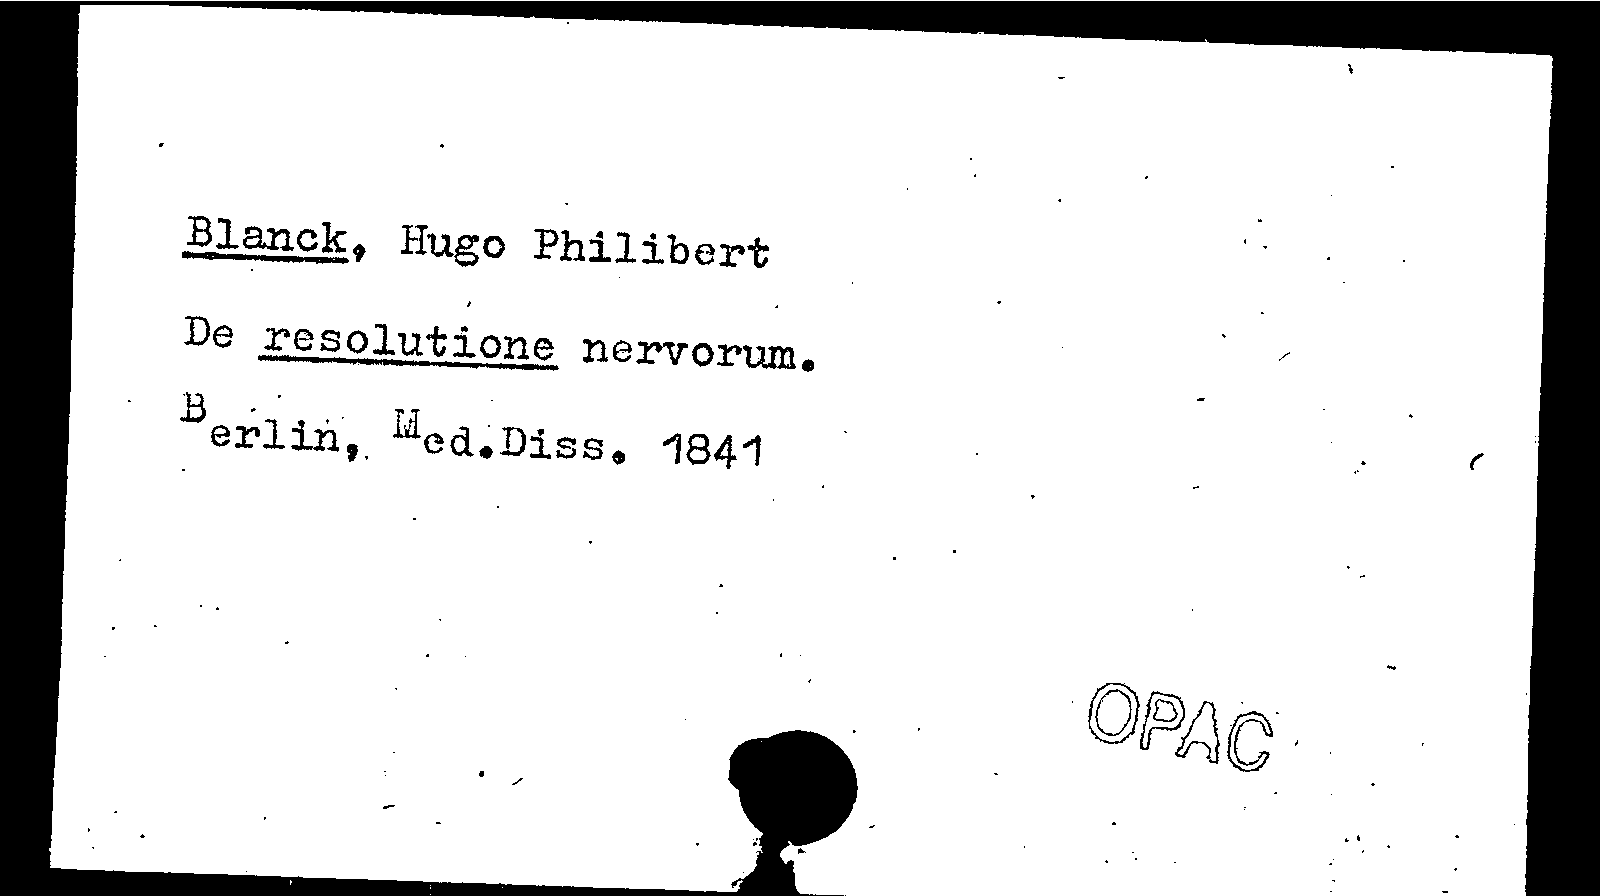 Blanck, Hugo Philibert
De resolutione nervorum.
Berlin, Med.Diss. 1841
OPAC